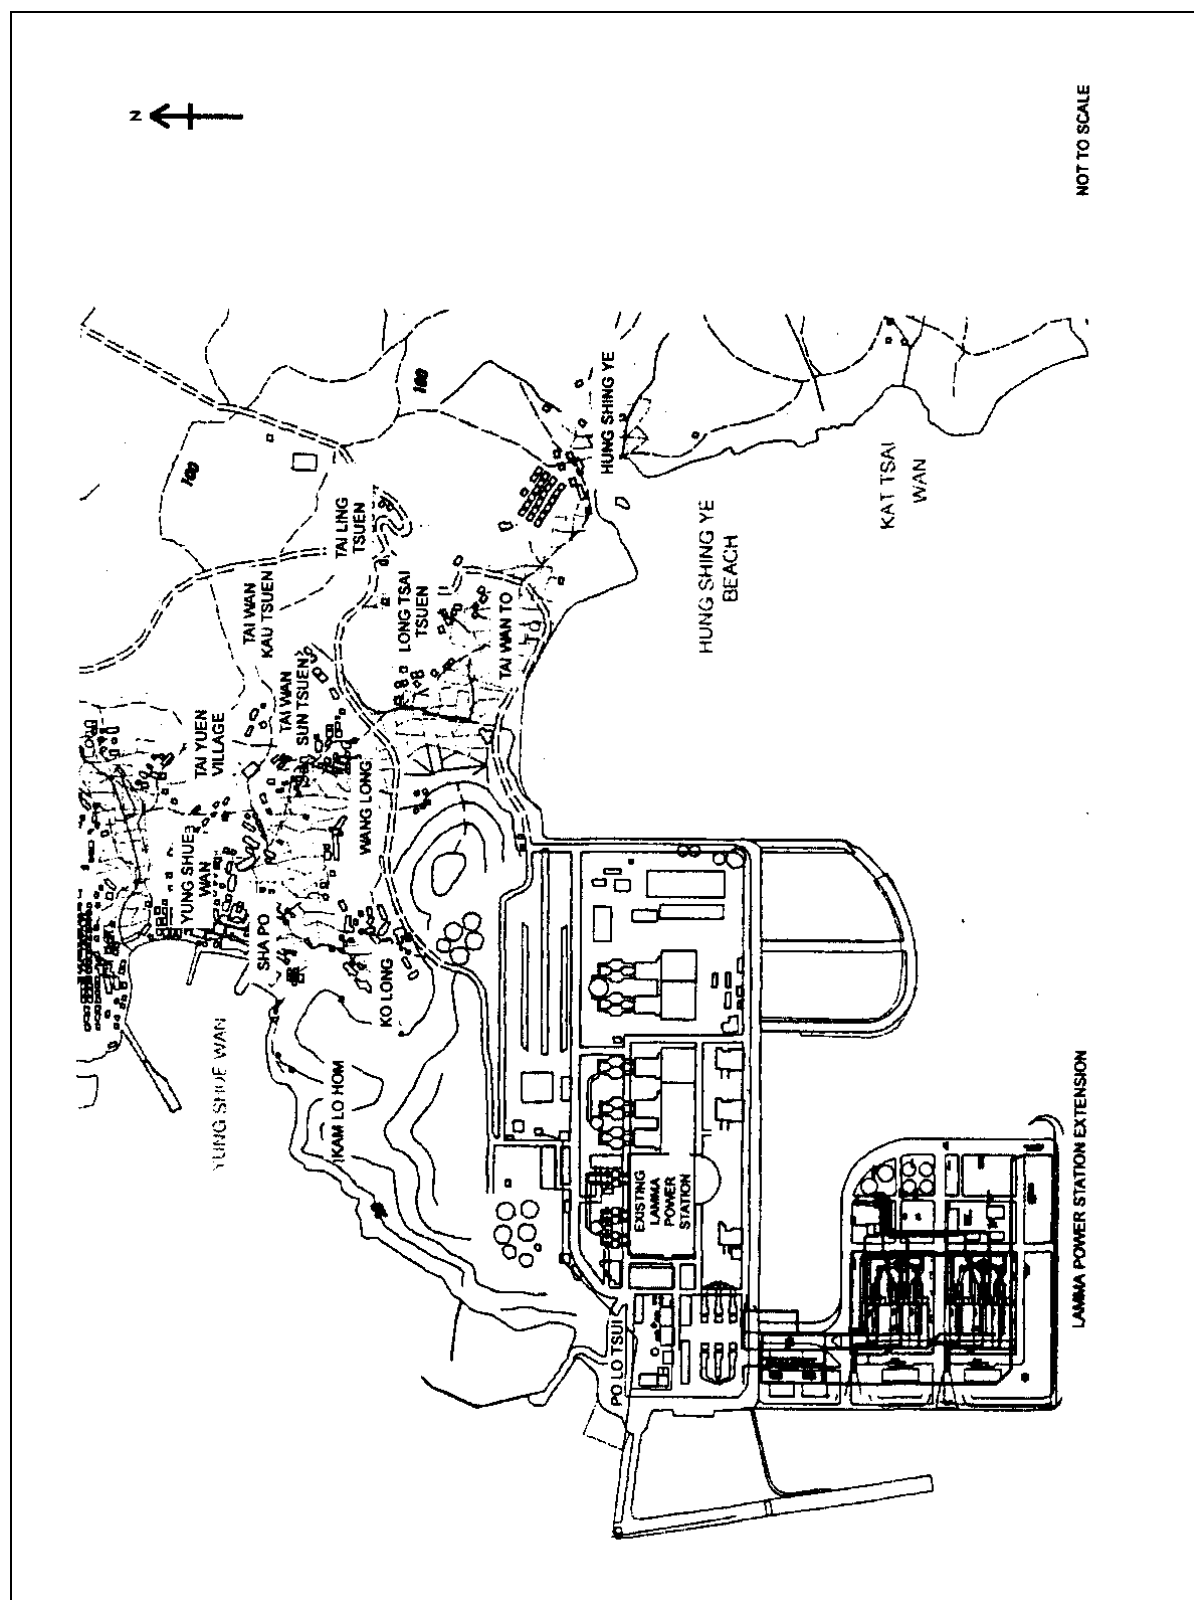 N
YUNG SHUE
WAN
TAI YUEN
VILLAGE
100
YUNG SHUE WAN
TAI WAN
KAU TSUEN
SHA PO
TAI WAN
SUN TSUEN
KAM LO HOM
TAI LING
TSUEN
WANG LONG
KO LONG
LONG TSAI
TSUEN
100
TAI WAN TO
HUNG SHING YE
PO LO TSUI
EXISTING
LAMMA
POWER
STATION
HUNG SHING YE
BEACH
KAT TSAI
WAN
LAMMA POWER STATION EXTENSION
NOT TO SCALE